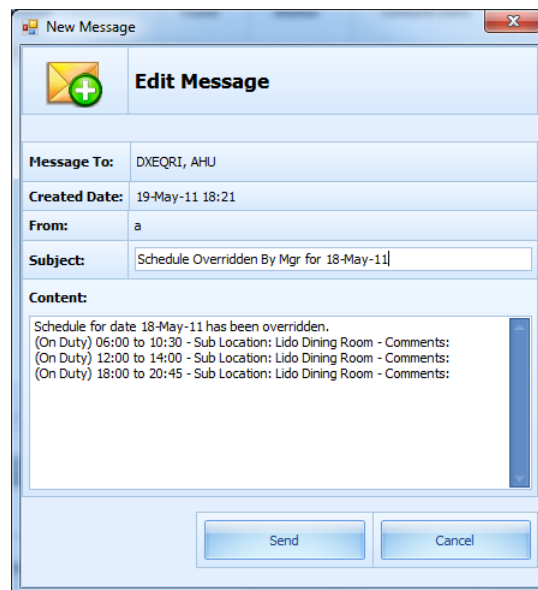 New Message
Edit Message
Message To: DXEQRI, AHU
Created Date: 19-May-11 18:21
From: a
Subject: Schedule Overridden By Mgr for 18-May-11
Content:
Schedule for date 18-May-11 has been overridden.
(On Duty) 06:00 to 10:30 - Sub Location: Lido Dining Room - Comments:
(On Duty) 12:00 to 14:00 - Sub Location: Lido Dining Room - Comments:
(On Duty) 18:00 to 20:45 - Sub Location: Lido Dining Room - Comments:
Send Cancel